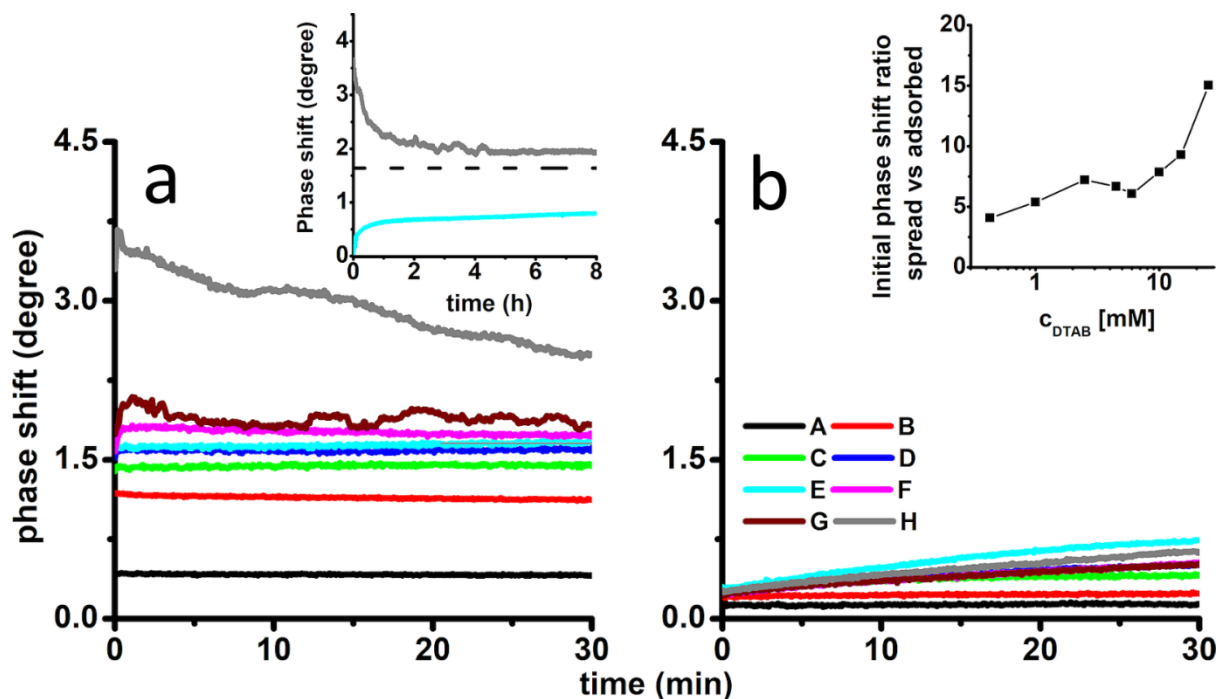 a
phase shift (degree)
4.5
3.0
1.5
0.0
0
10
20
30
Phase shift (degree)
4
3
2
1
0
0
2
4
6
8
time (h)
b
4.5
3.0
1.5
0.0
0
10
20
30
A B
C D
E F
G H
Initial phase shift ratio
spread vs adsorbed
20
15
10
5
0
1
10
c_DTAB [mM]
time (min)